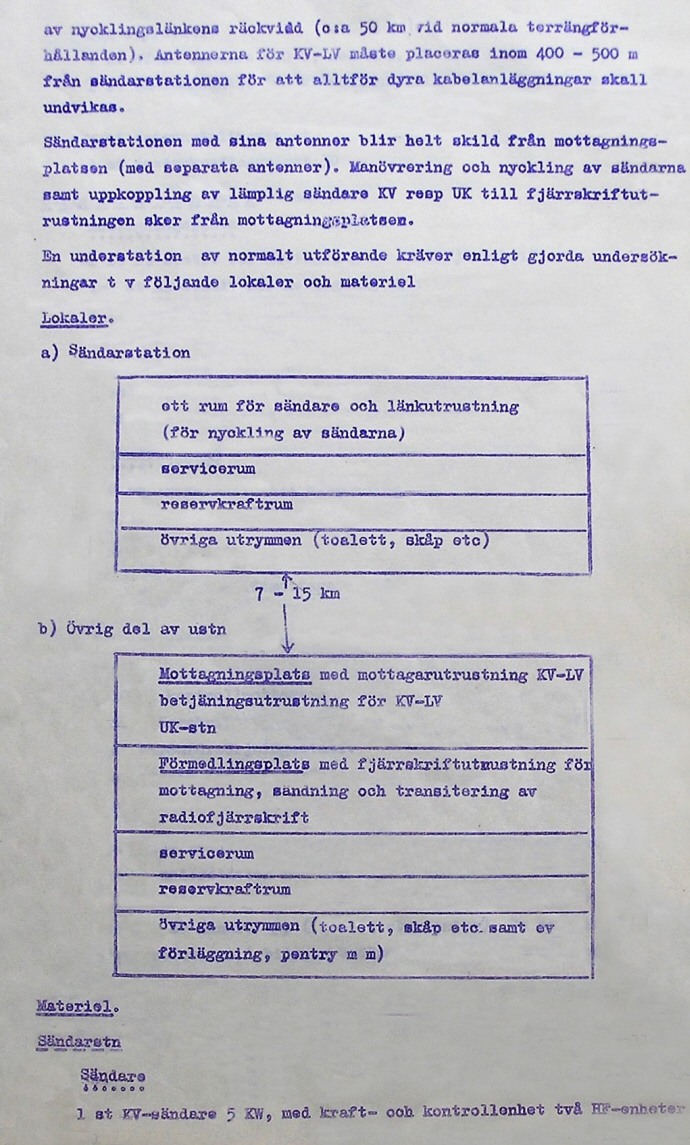 av nycklingslänkens räckvidd (c:a 50 km vid normala terrängför-
hållanden). Antennerna för KV-LV måste placeras inom 400 - 500 m
från sändarstationen för att alltför dyra kabelanläggningar skall
undvikas.
Sändarstationen med sina antenner blir helt skild från mottagnings-
platsen (med separata antenner). Manövrering och nyckling av sändarna
samt uppkoppling av lämplig sändare KV resp UK till fjärrskriftut-
rustningen sker från mottagningsplatsen.
En understation av normalt utförande kräver enligt gjorda undersök-
ningar t v följande lokaler och materiel
Lokaler.
a) Sändarstation
ett rum för sändare och länkutrustning
(för nyckling av sändarna)
servicerum
reservkraftrum
övriga utrymmen (toalett, skåp etc)
7 - 15 km
b) Övrig del av ustn
Mottagningsplats med mottagarutrustning KV-LV
betjäningsutrustning för KV-LV
UK-stn
Förmedlingsplats med fjärrskriftutmustning för
mottagning, sändning och transitering av
radiofjärrskrift
servicerum
reservkraftrum
övriga utrymmen (toalett, skåp etc. samt ev
förläggning, pentry m m)
Materiel.
Sändarstn
Sändare
1 st KV-sändare 5 KW, med kraft- och kontrollenhet två HF-enheter